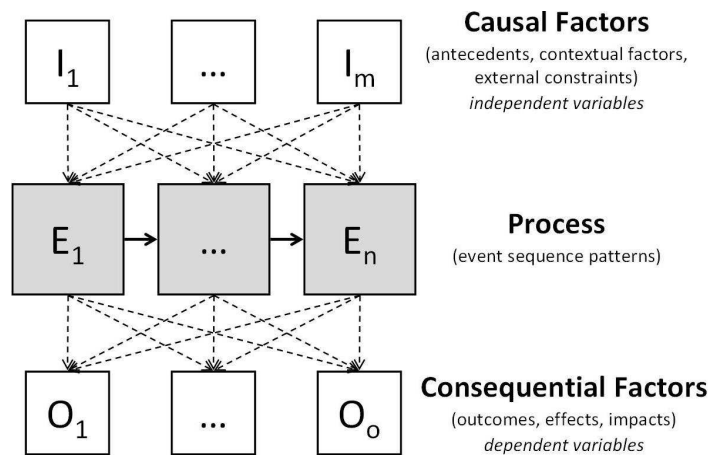 Causal Factors
(antecedents, contextual factors,
external constraints)
independent variables
I₁
...
Iₘ
Process
(event sequence patterns)
E₁
...
Eₙ
Consequential Factors
(outcomes, effects, impacts)
dependent variables
O₁
...
Oₒ